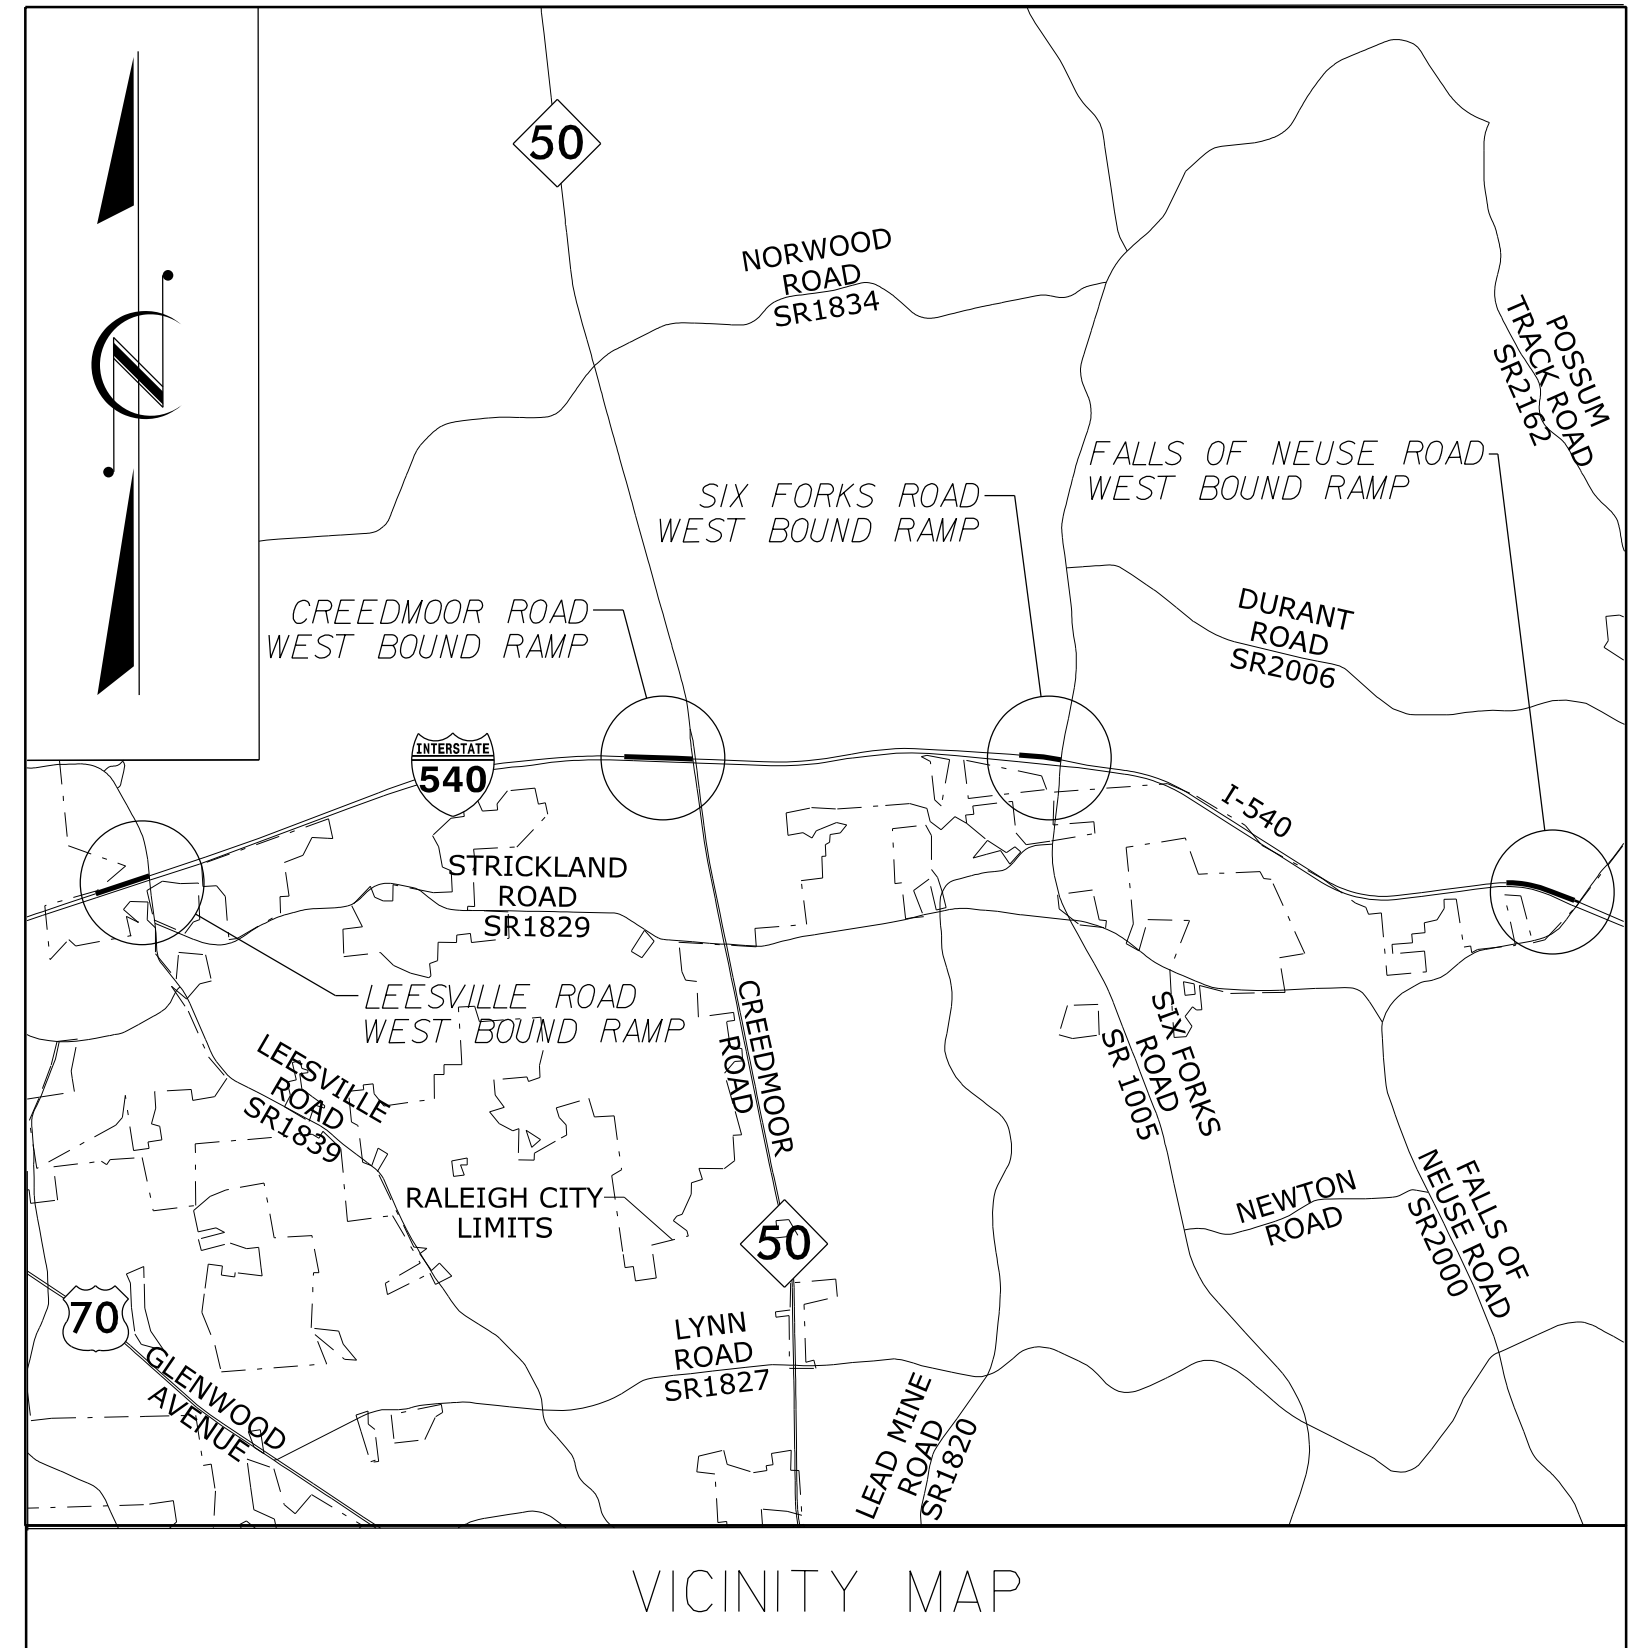 50
NORWOOD
ROAD
SR1834
POSSUM
TRACK ROAD
SR2162
FALLS OF NEUSE ROAD
WEST BOUND RAMP
SIX FORKS ROAD
WEST BOUND RAMP
CREEDMOOR ROAD
WEST BOUND RAMP
DURANT
ROAD
SR2006
INTERSTATE
540
I-540
STRICKLAND
ROAD
SR1829
LEESVILLE ROAD
WEST BOUND RAMP
CREEDMOOR
ROAD
SIX FORKS
ROAD
SR 1005
LEESVILLE
ROAD
SR1839
RALEIGH CITY
LIMITS
NEWTON
ROAD
FALLS OF
NEUSE ROAD
SR2000
50
70
GLENWOOD
AVENUE
LYNN
ROAD
SR1827
LEAD MINE
ROAD
SR1820
N
VICINITY MAP